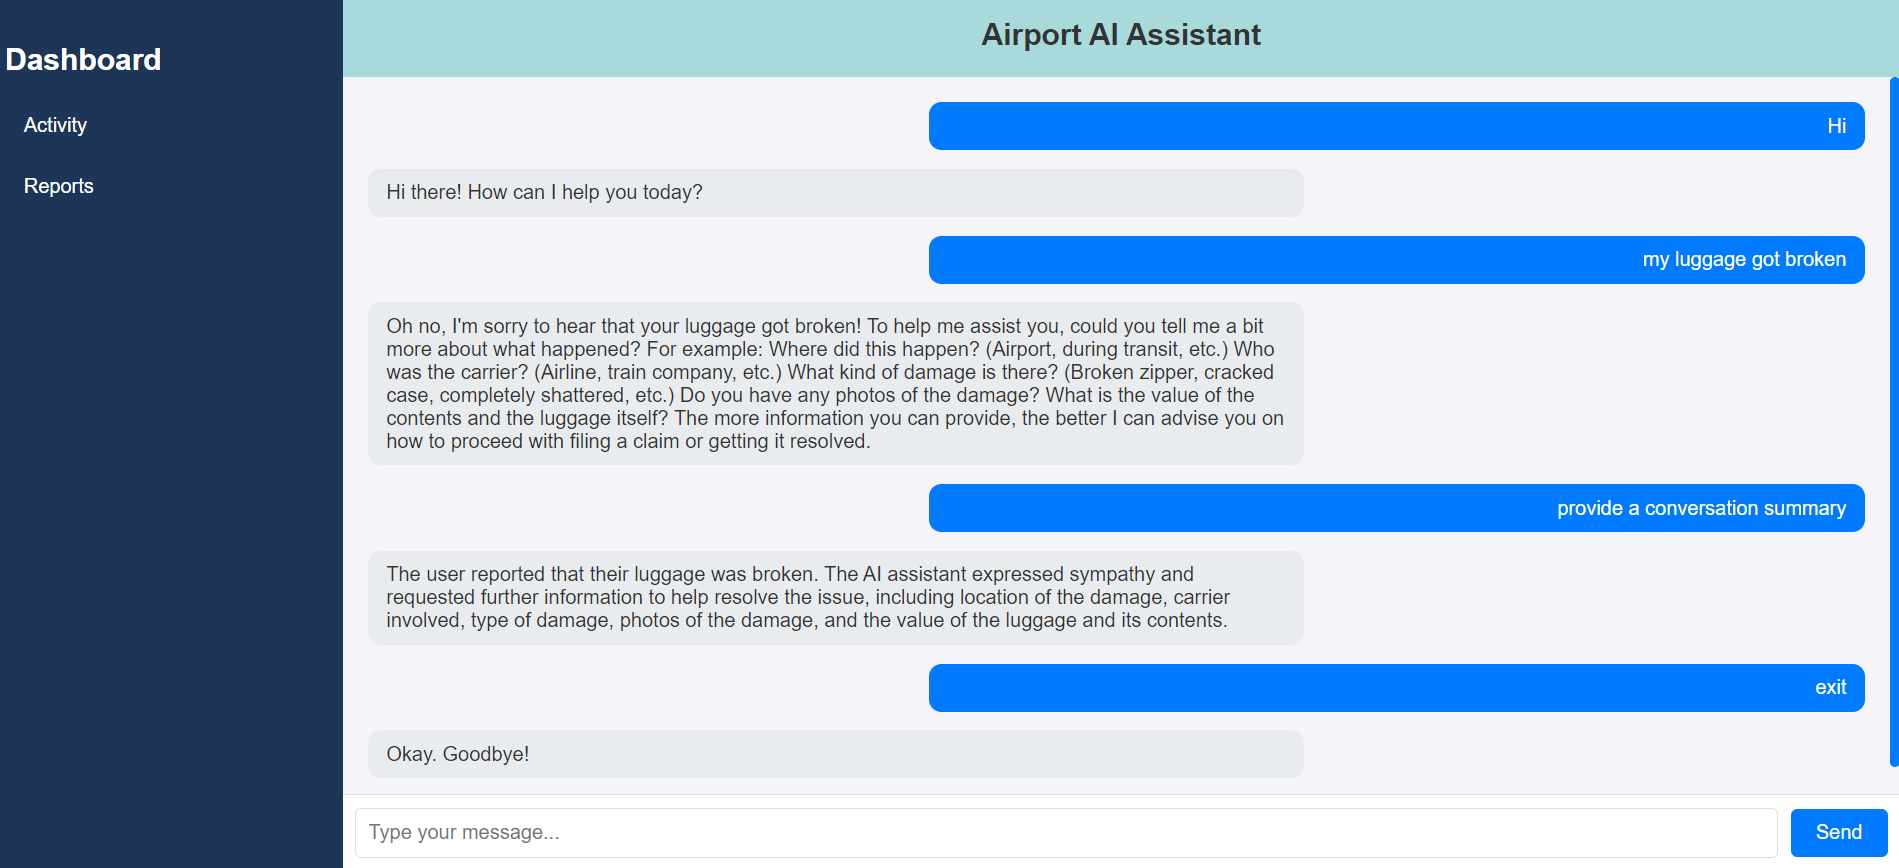 Dashboard
Activity
Reports
Airport AI Assistant
Hi
Hi there! How can I help you today?
my luggage got broken
Oh no, I'm sorry to hear that your luggage got broken! To help me assist you, could you tell me a bit
more about what happened? For example: Where did this happen? (Airport, during transit, etc.) Who
was the carrier? (Airline, train company, etc.) What kind of damage is there? (Broken zipper, cracked
case, completely shattered, etc.) Do you have any photos of the damage? What is the value of the
contents and the luggage itself? The more information you can provide, the better I can advise you on
how to proceed with filing a claim or getting it resolved.
provide a conversation summary
The user reported that their luggage was broken. The AI assistant expressed sympathy and
requested further information to help resolve the issue, including location of the damage, carrier
involved, type of damage, photos of the damage, and the value of the luggage and its contents.
exit
Okay. Goodbye!
Type your message...
Send